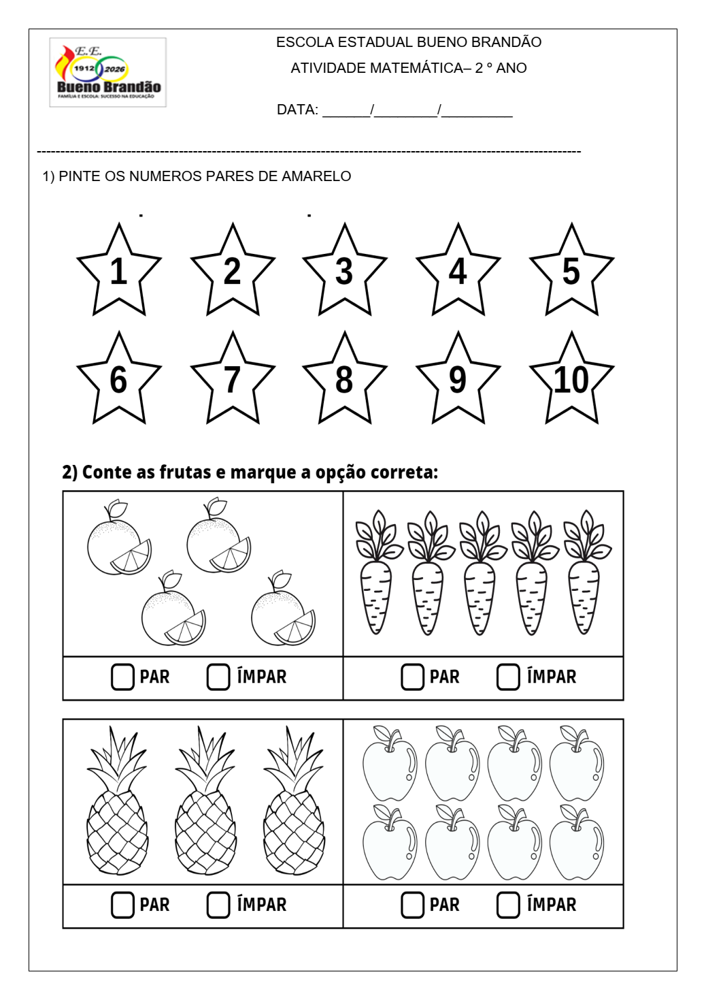 E.E.
1912 2026
Bueno Brandão
FAMÍLIA E ESCOLA: SUCESSO NA EDUCAÇÃO
ESCOLA ESTADUAL BUENO BRANDÃO
ATIVIDADE MATEMÁTICA– 2 º ANO
DATA: ______/________/_________
1) PINTE OS NUMEROS PARES DE AMARELO
1 2 3 4 5
6 7 8 9 10
2) Conte as frutas e marque a opção correta:
PAR ÍMPAR PAR ÍMPAR
PAR ÍMPAR PAR ÍMPAR